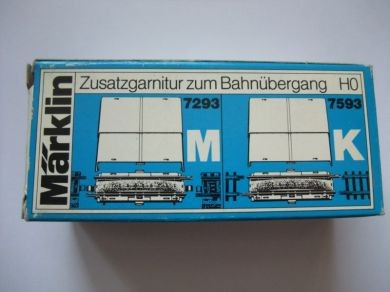 Märklin
Zusatzgarnitur zum Bahnübergang H0
7293
M
7593
K